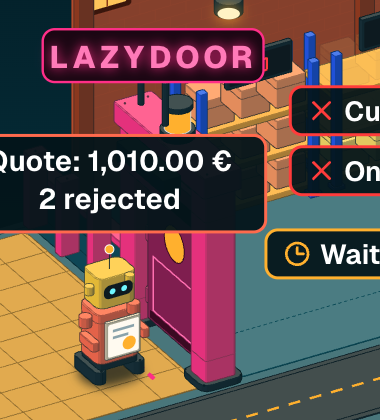 LAZYDOOR
Quote: 1,010.00 €
2 rejected
Cu
On
Wait